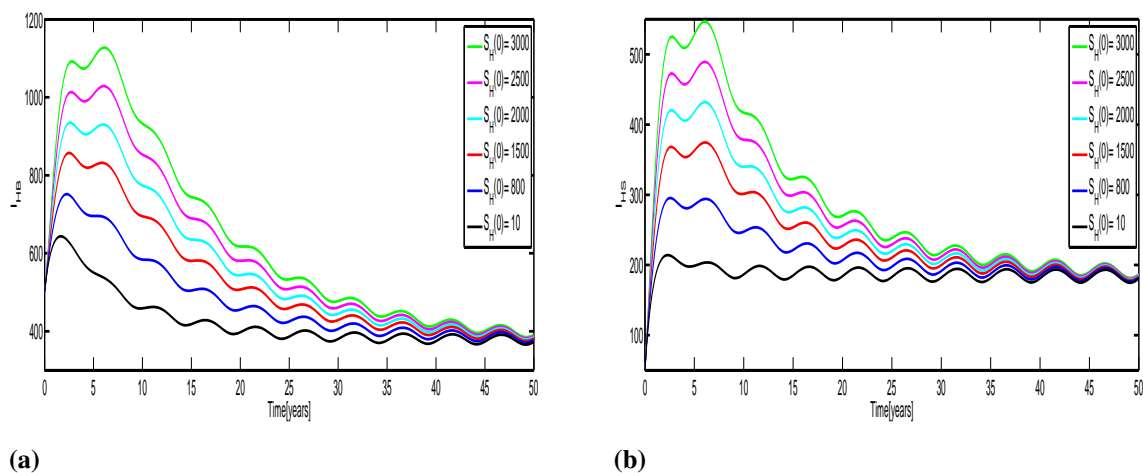 1200
1000
800
600
400
I_HB
0 5 10 15 20 25 30 35 40 45 50
Time[years]
S_H(0)= 3000
S_H(0)= 2500
S_H(0)= 2000
S_H(0)= 1500
S_H(0)= 800
S_H(0)= 10
(a)
500
400
300
200
100
I_HS
0 5 10 15 20 25 30 35 40 45 50
Time[years]
S_H(0)= 3000
S_H(0)= 2500
S_H(0)= 2000
S_H(0)= 1500
S_H(0)= 800
S_H(0)= 10
(b)